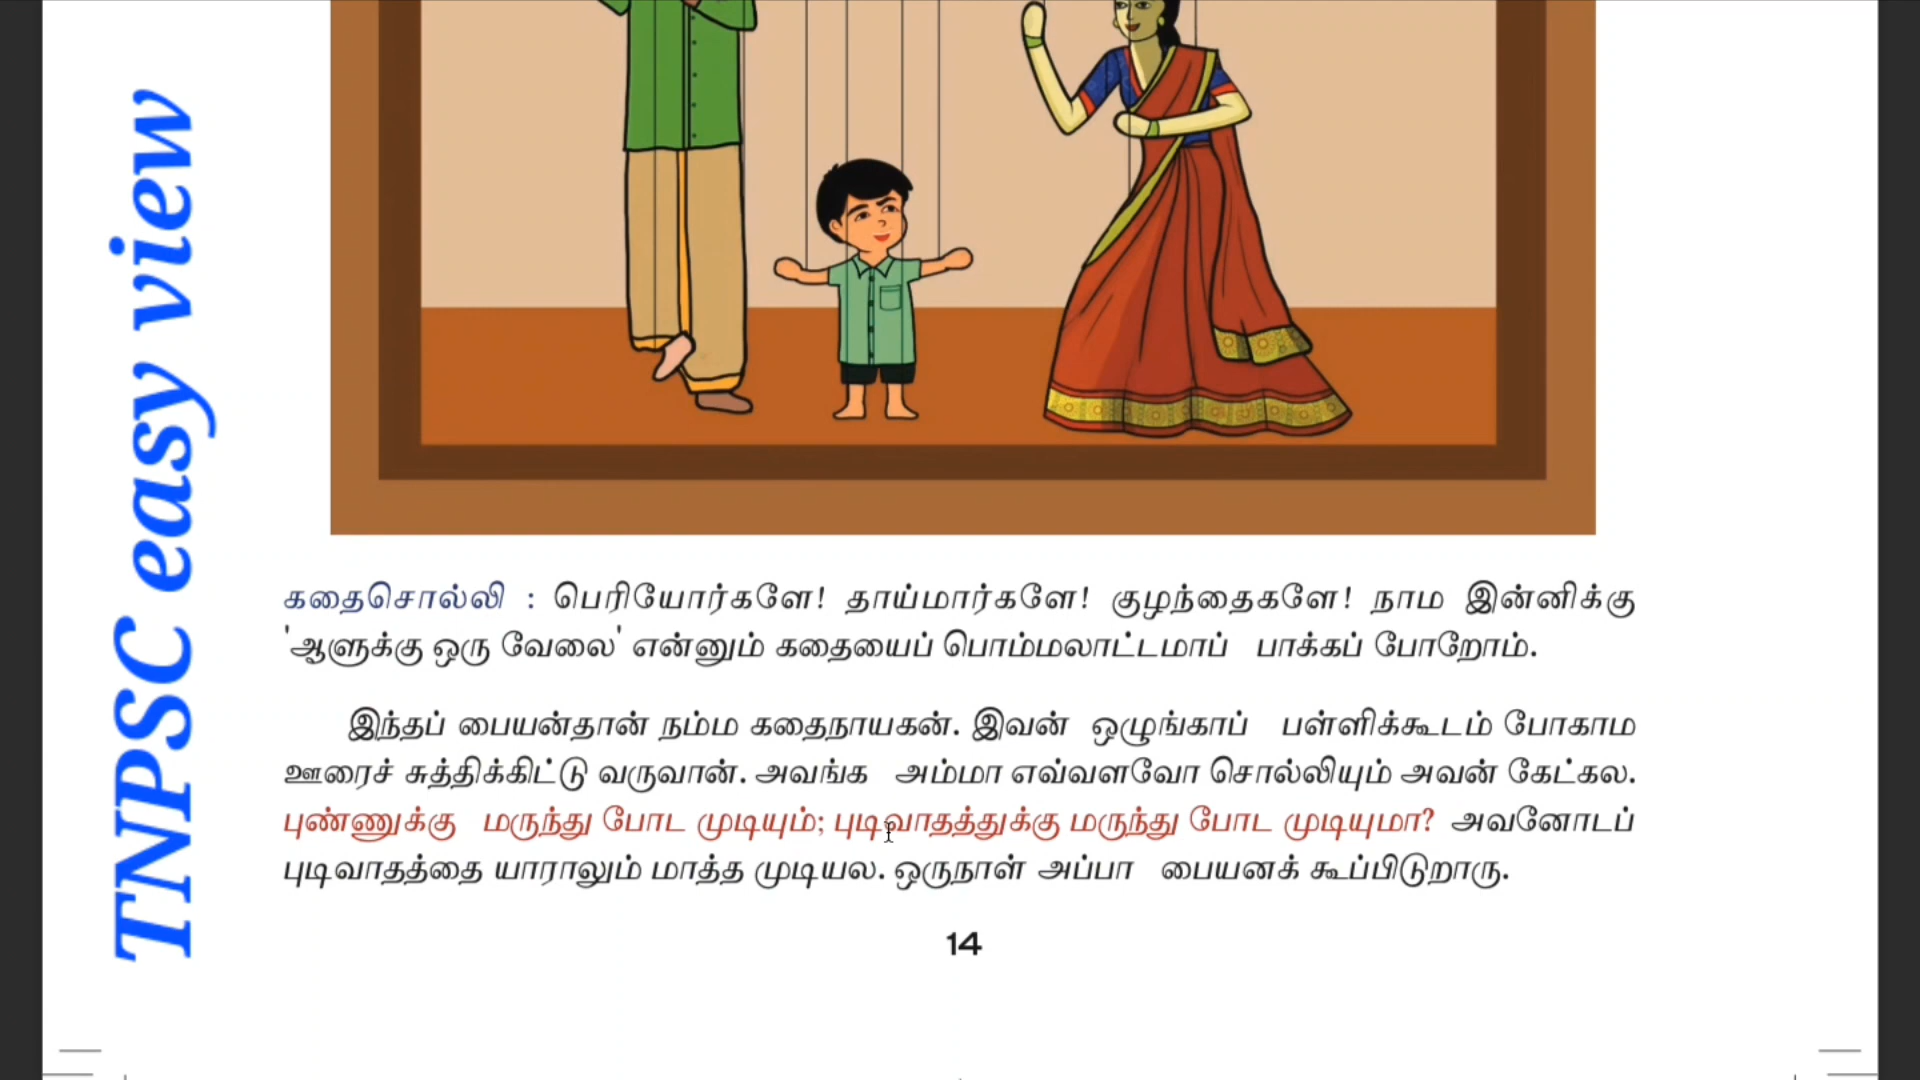 TNPSC easy view
கதைசொல்லி : பெரியோர்களே! தாய்மார்களே! குழந்தைகளே! நாம இன்னிக்கு
'ஆளுக்கு ஒரு வேலை' என்னும் கதையைப் பொம்மலாட்டமாப் பாக்கப் போறோம்.
இந்தப் பையன்தான் நம்ம கதைநாயகன். இவன் ஒழுங்காப் பள்ளிக்கூடம் போகாம
ஊரைச் சுத்திக்கிட்டு வருவான். அவங்க அம்மா எவ்வளவோ சொல்லியும் அவன் கேட்கல.
புண்ணுக்கு மருந்து போட முடியும்; புடிவாதத்துக்கு மருந்து போட முடியுமா? அவனோடப்
புடிவாதத்தை யாராலும் மாத்த முடியல. ஒருநாள் அப்பா பையனக் கூப்பிடுறாரு.
14